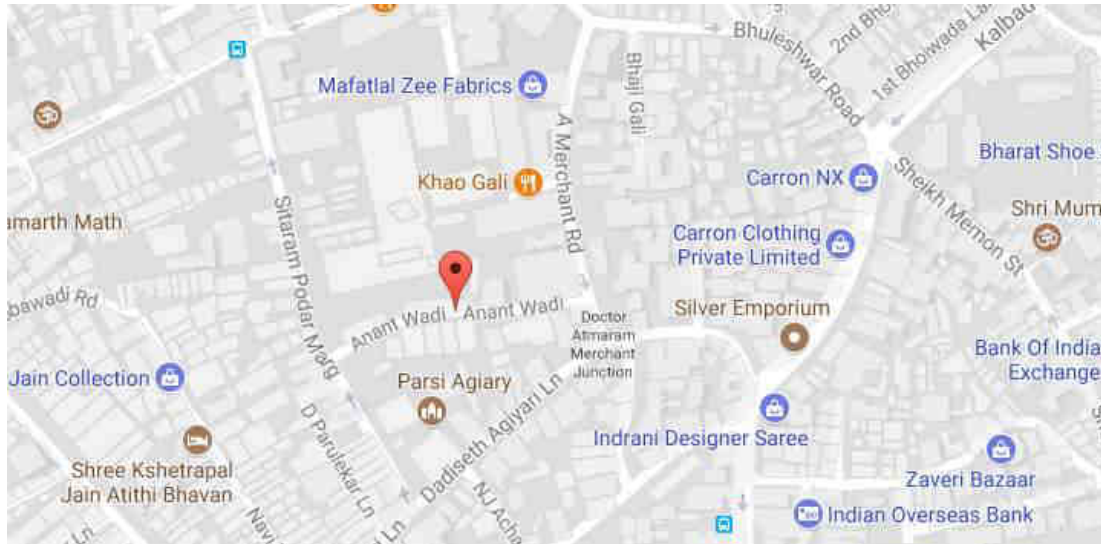 Bhuleshwar Road
2nd Bho
1st Bhoiwada La
Kalbad
Mafatlal Zee Fabrics
Bhaji Gali
A Merchant Rd
Bharat Shoe
Khao Gali
Carron NX
Sheikh Memon St
amarth Math
Sitaram Podar Marg
Shri Mum
Carron Clothing
Private Limited
bawadi Rd
Anant Wadi
Anant Wadi
Doctor
Atmaram
Merchant
Junction
Silver Emporium
Bank Of India
Exchange
Jain Collection
Parsi Agiary
D Parulekar Ln
Dadiseth Agiyari Ln
Indrani Designer Saree
Shree Kshetrapal
Jain Atithi Bhavan
Navi
NJ Acha
Zaveri Bazaar
Indian Overseas Bank
Ln